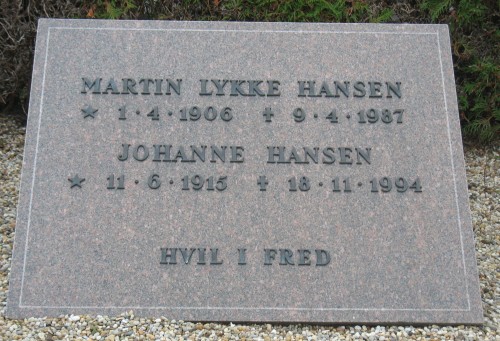 MARTIN LYKKE HANSEN
★ 1·4·1906 ✝ 9·4·1987
JOHANNE HANSEN
★ 11·6·1915 ✝ 18·11·1994
HVIL I FRED